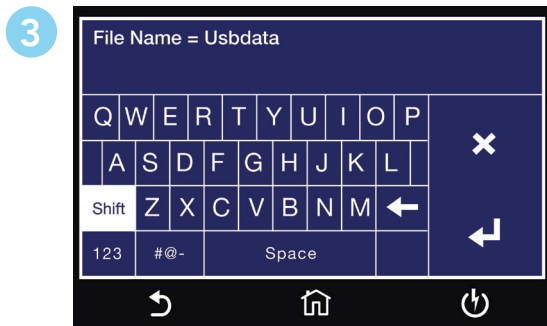 3
File Name = Usbdata
Q W E R T Y U I O P
A S D F G H J K L
Shift Z X C V B N M
123 #@- Space